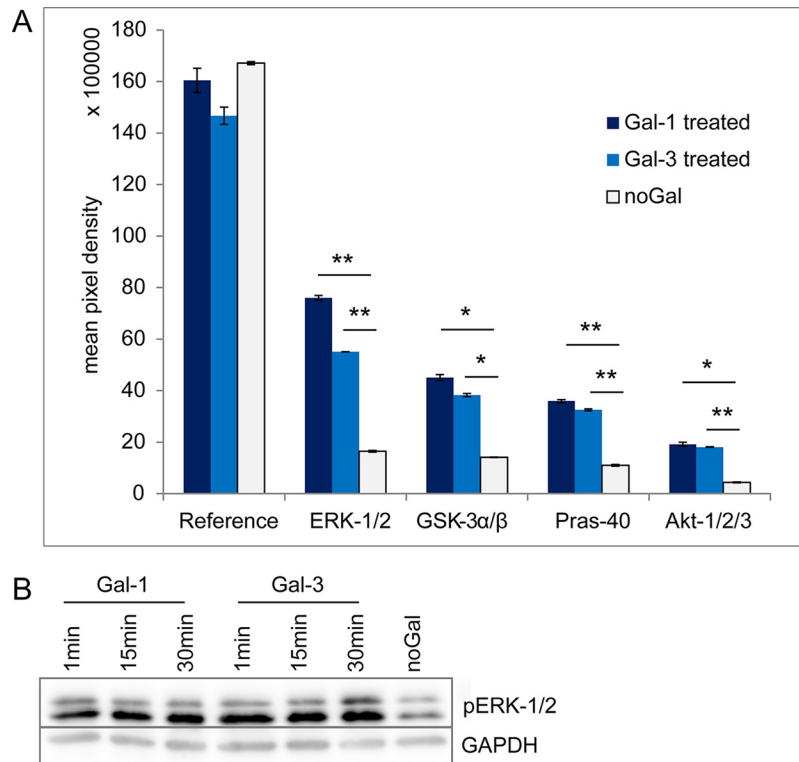 A
x 100000
mean pixel density
180
160
140
120
100
80
60
40
20
0
Gal-1 treated
Gal-3 treated
noGal
** ** * * ** ** * **
Reference ERK-1/2 GSK-3α/β Pras-40 Akt-1/2/3
B
Gal-1 Gal-3
1min 15min 30min 1min 15min 30min noGal
pERK-1/2
GAPDH